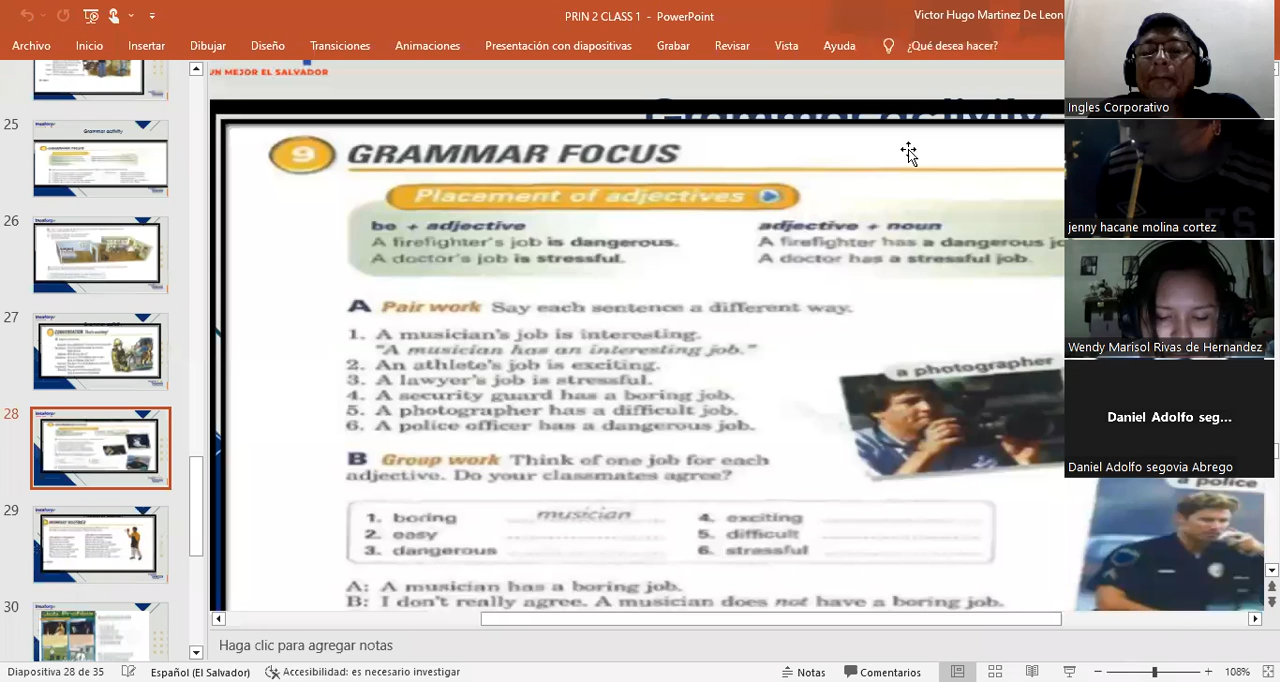 PRIN 2 CLASS 1 - PowerPoint
Victor Hugo Martinez De Leon
Archivo Inicio Insertar Dibujar Diseño Transiciones Animaciones Presentación con diapositivas Grabar Revisar Vista Ayuda ¿Qué desea hacer?
UN MEJOR EL SALVADOR
25
26
27
28
29
30
9 GRAMMAR FOCUS
Placement of adjectives
be + adjective
A firefighter's job is dangerous.
A doctor's job is stressful.
adjective + noun
A firefighter has a dangerous jo
A doctor has a stressful job.
A Pair work Say each sentence a different way.
1. A musician's job is interesting.
"A musician has an interesting job."
2. An athlete's job is exciting.
3. A lawyer's job is stressful.
4. A security guard has a boring job.
5. A photographer has a difficult job.
6. A police officer has a dangerous job.
a photographer
B Group work Think of one job for each
adjective. Do your classmates agree?
1. boring musician
2. easy
3. dangerous
4. exciting
5. difficult
6. stressful
a police
A: A musician has a boring job.
B: I don't really agree. A musician does not have a boring job.
Ingles Corporativo
jenny hacane molina cortez
Wendy Marisol Rivas de Hernandez
Daniel Adolfo seg...
Daniel Adolfo segovia Abrego
Haga clic para agregar notas
Diapositiva 28 de 35 Español (El Salvador) Accesibilidad: es necesario investigar Notas Comentarios 108%